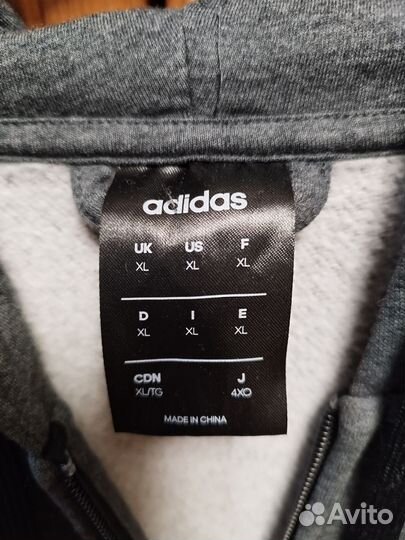 adidas
UK US F
XL XL XL
D I E
XL XL XL
CDN J
XL/TG 4XO
MADE IN CHINA
Avito